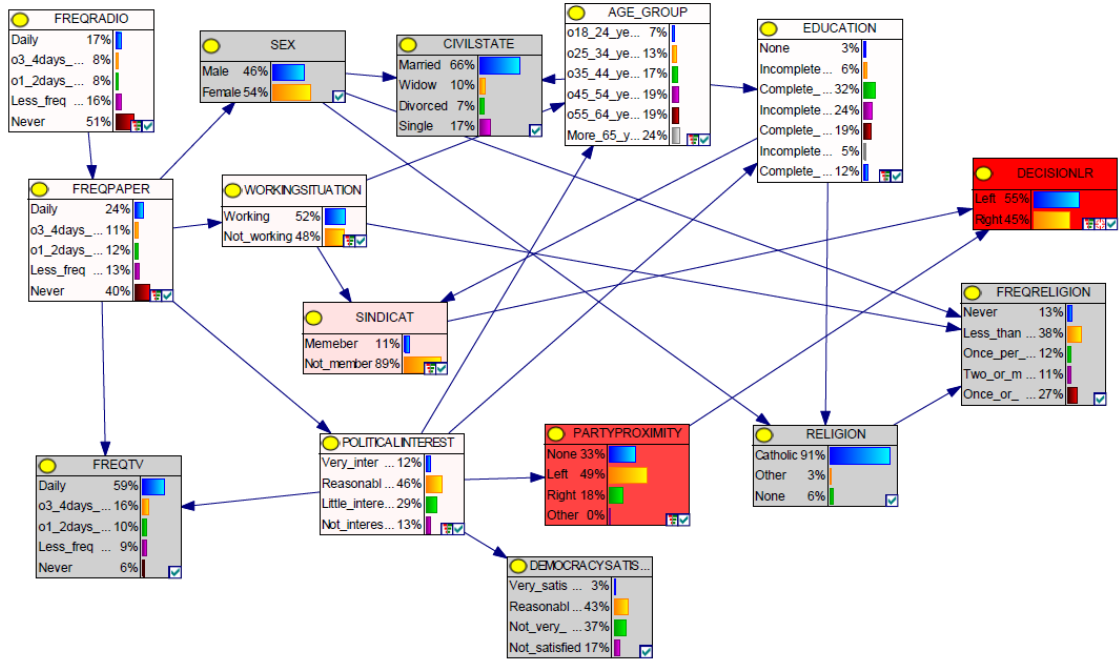 FREQRADIO
Daily 17%
o3_4days_... 8%
o1_2days_... 8%
Less_freq ... 16%
Never 51%
SEX
Male 46%
Female 54%
CIVILSTATE
Married 66%
Widow 10%
Divorced 7%
Single 17%
AGE_GROUP
o18_24_ye... 7%
o25_34_ye... 13%
o35_44_ye... 17%
o45_54_ye... 19%
o55_64_ye... 19%
More_65_y... 24%
EDUCATION
None 3%
Incomplete... 6%
Complete_... 32%
Incomplete... 24%
Complete_... 19%
Incomplete... 5%
Complete_... 12%
FREQPAPER
Daily 24%
o3_4days_... 11%
o1_2days_... 12%
Less_freq ... 13%
Never 40%
WORKINGSITUATION
Working 52%
Not_working 48%
DECISIONLR
Left 55%
Right 45%
SINDICAT
Memeber 11%
Not_member 89%
FREQRELIGION
Never 13%
Less_than ... 38%
Once_per_... 12%
Two_or_m ... 11%
Once_or_ ... 27%
POLITICALINTEREST
Very_inter ... 12%
Reasonabl ... 46%
Little_intere... 29%
Not_interes... 13%
PARTYPROXIMITY
None 33%
Left 49%
Right 18%
Other 0%
RELIGION
Catholic 91%
Other 3%
None 6%
FREQTV
Daily 59%
o3_4days_... 16%
o1_2days_... 10%
Less_freq ... 9%
Never 6%
DEMOCRACYSATIS...
Very_satis ... 3%
Reasonabl ... 43%
Not_very_ ... 37%
Not_satisfied 17%